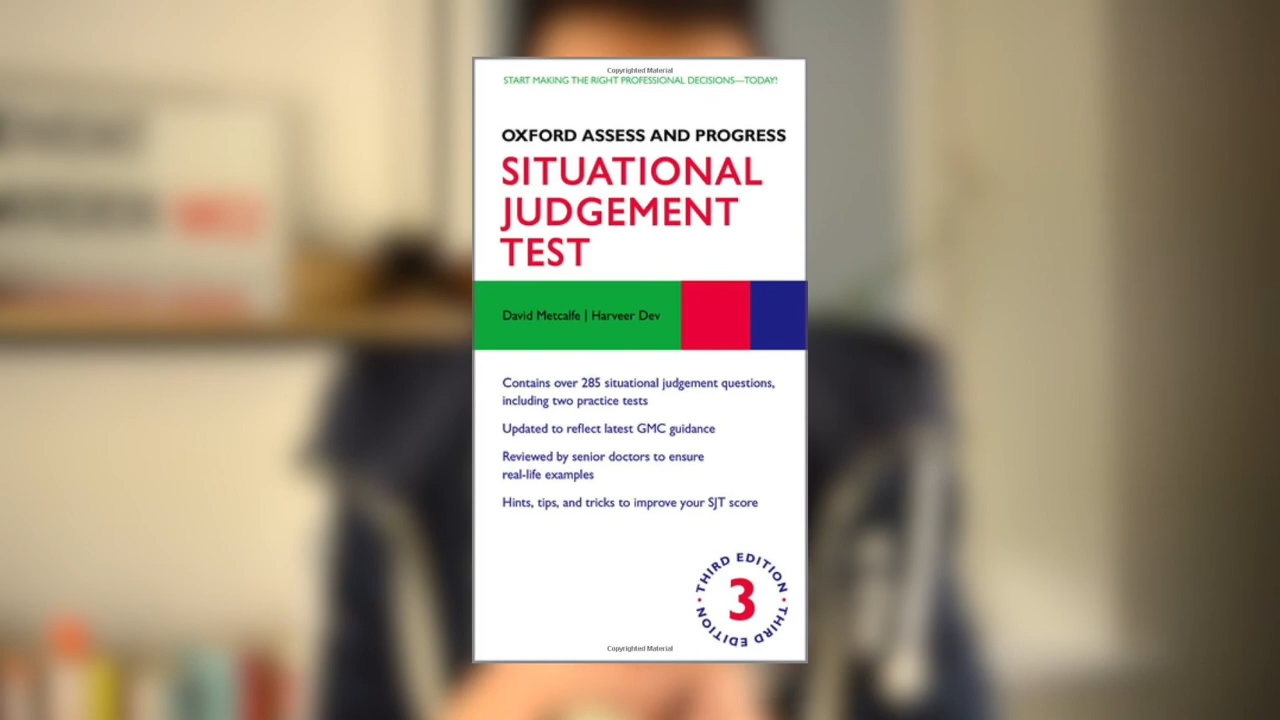 Copyrighted Material
START MAKING THE RIGHT PROFESSIONAL DECISIONS—TODAY!
OXFORD ASSESS AND PROGRESS
SITUATIONAL
JUDGEMENT
TEST
David Metcalfe | Harveer Dev
Contains over 285 situational judgement questions,
including two practice tests
Updated to reflect latest GMC guidance
Reviewed by senior doctors to ensure
real-life examples
Hints, tips, and tricks to improve your SJT score
THIRD EDITION • THIRD EDITION •
3
Copyrighted Material